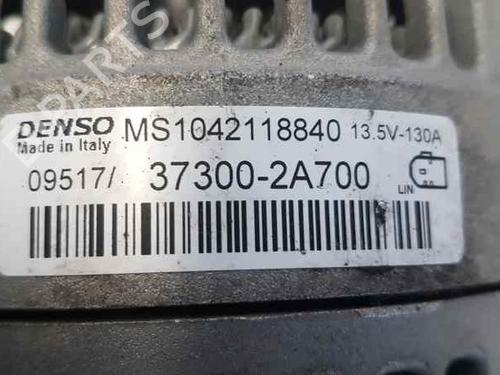 DENSO MS1042118840 13.5V-130A
Made in Italy
09517/ 37300-2A700
LIN